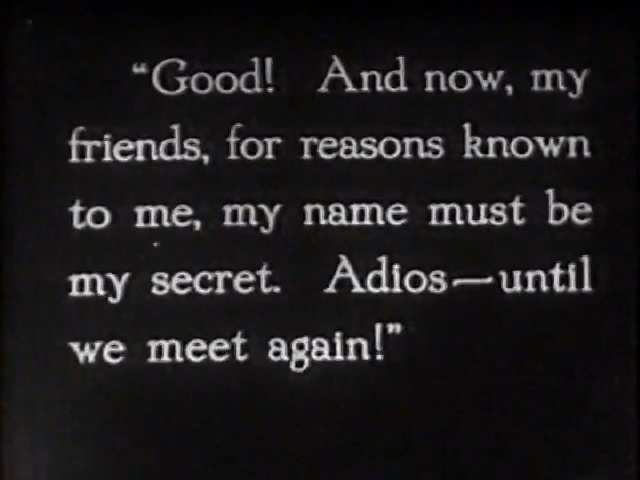 “Good! And now, my
friends, for reasons known
to me, my name must be
my secret. Adios—until
we meet again!”